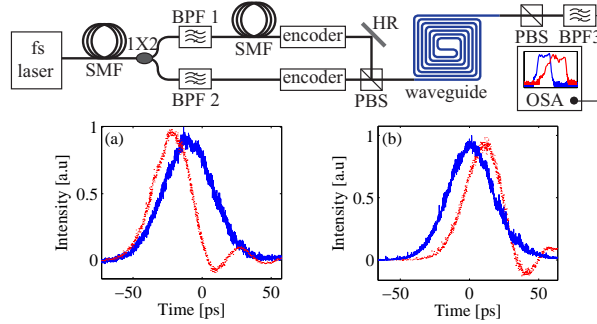 fs
laser
SMF
1X2
BPF 1
SMF
encoder
HR
BPF 2
encoder
PBS
waveguide
PBS
BPF3
OSA
(a)
Intensity [a.u]
1
0.5
0
−50
0
50
Time [ps]
(b)
Intensity [a.u]
1
0.5
0
−50
0
50
Time [ps]